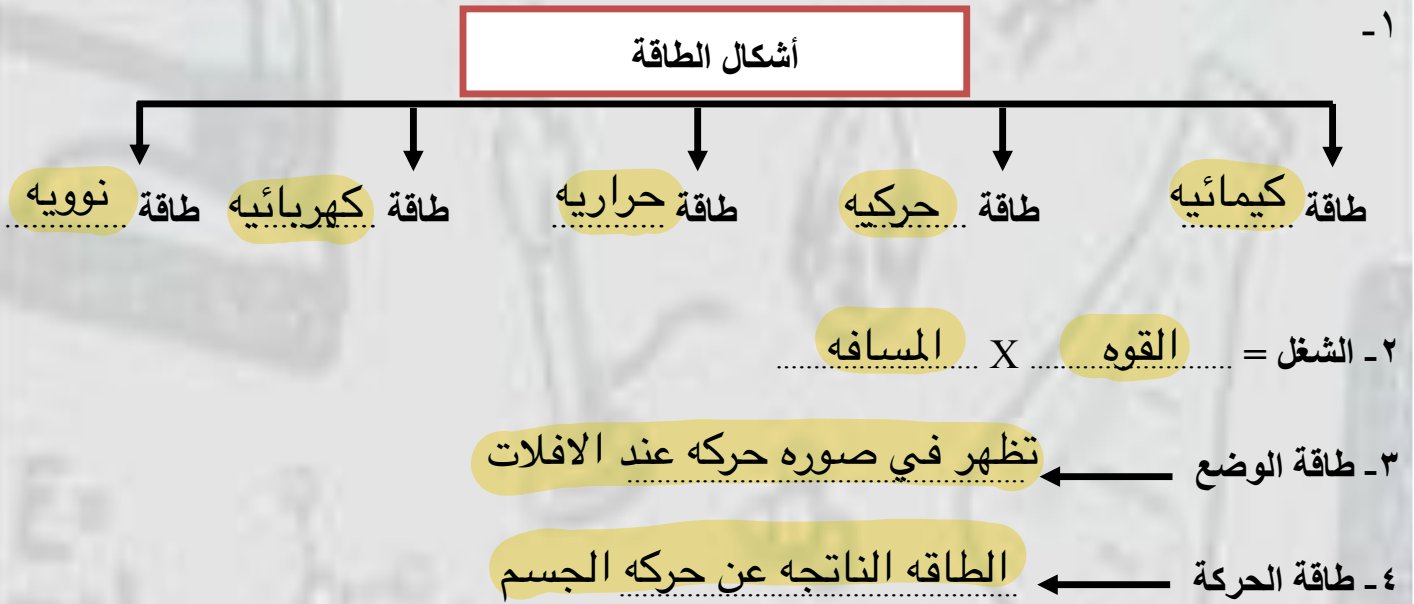 ١-
أشكال الطاقة
طاقة كيمائيه طاقة حركيه طاقة حراريه طاقة كهربائيه طاقة نوويه
٢- الشغل = القوه X المسافه
٣- طاقة الوضع تظهر في صوره حركه عند الافلات
٤- طاقة الحركة الطاقه الناتجه عن حركه الجسم